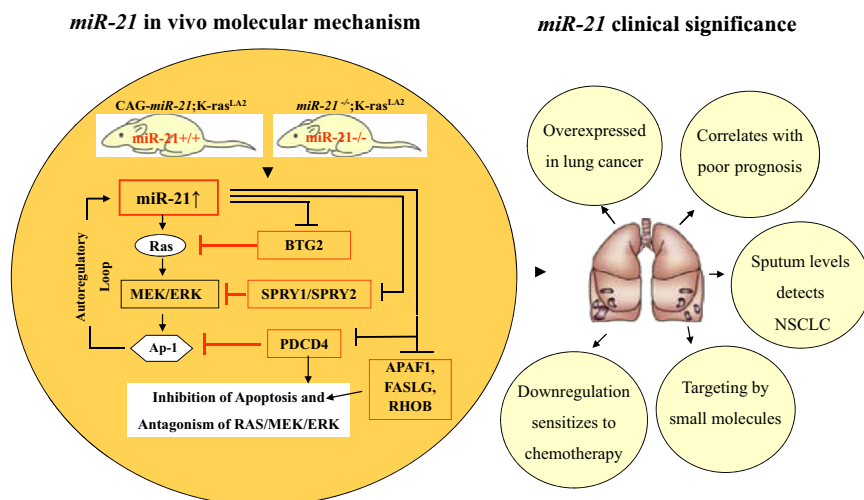 miR-21 in vivo molecular mechanism
CAG-miR-21;K-ras^LA2
miR-21 -/-;K-ras^LA2
miR-21+/+
miR-21-/-
miR-21↑
Ras
BTG2
MEK/ERK
SPRY1/SPRY2
Ap-1
PDCD4
Autoregulatory
Loop
APAF1,
FASLG,
RHOB
Inhibition of Apoptosis and
Antagonism of RAS/MEK/ERK
miR-21 clinical significance
Overexpressed
in lung cancer
Correlates with
poor prognosis
Sputum levels
detects
NSCLC
Downregulation
sensitizes to
chemotherapy
Targeting by
small molecules